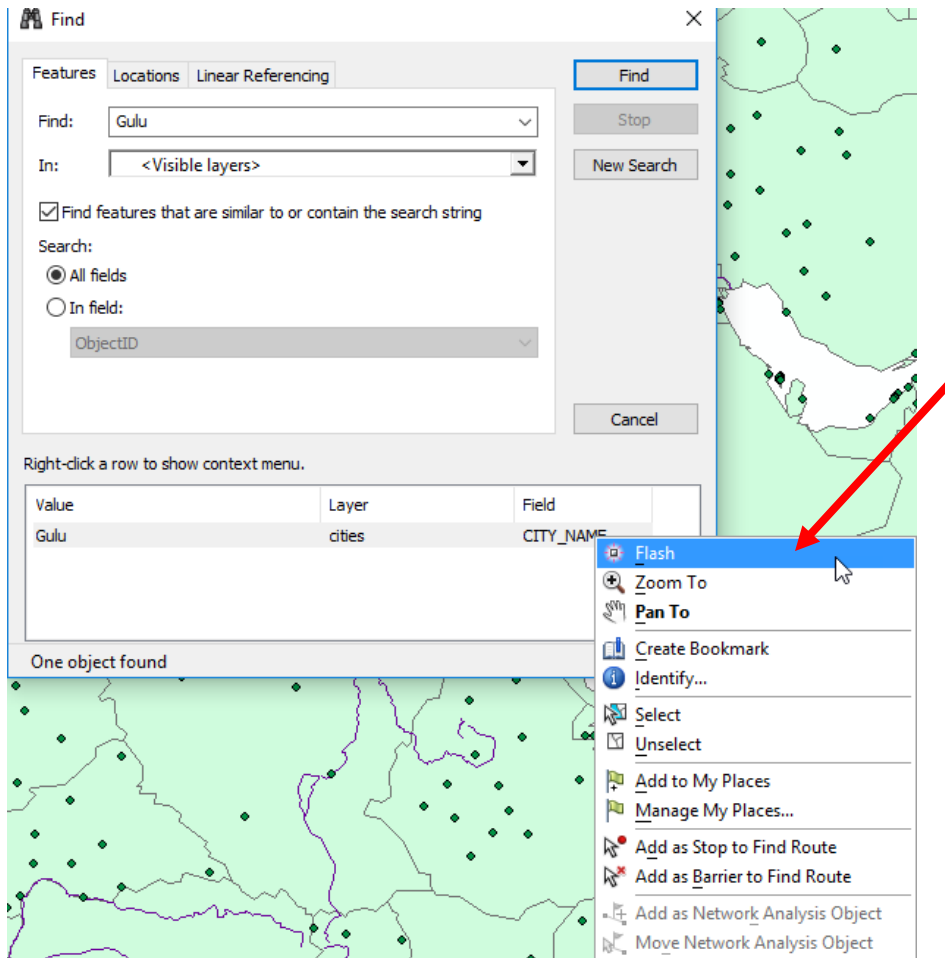 Find
Features Locations Linear Referencing
Find
Find: Gulu
Stop
In: <Visible layers>
New Search
Find features that are similar to or contain the search string
Search:
All fields
In field:
ObjectID
Cancel
Right-click a row to show context menu.
Value Layer Field
Gulu cities CITY_NAME
One object found
Flash
Zoom To
Pan To
Create Bookmark
Identify...
Select
Unselect
Add to My Places
Manage My Places...
Add as Stop to Find Route
Add as Barrier to Find Route
Add as Network Analysis Object
Move Network Analysis Object